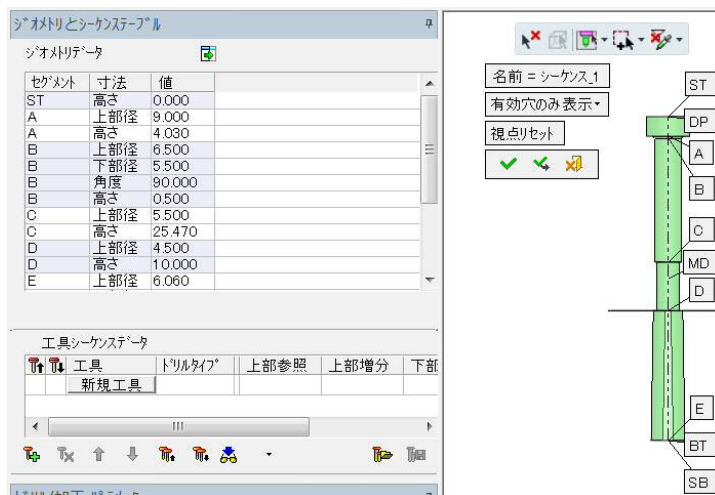 ｼﾞｵﾒﾄﾘとｼｰｹﾝｽﾃｰﾌﾞﾙ
ｼﾞｵﾒﾄﾘﾃﾞｰﾀ
ｾｸﾞﾒﾝﾄ 寸法 値
ST 高さ 0.000
A 上部径 9.000
A 高さ 4.030
B 上部径 6.500
B 下部径 5.500
B 角度 90.000
B 高さ 0.500
C 上部径 5.500
C 高さ 25.470
D 上部径 4.500
D 高さ 10.000
E 上部径 6.060
工具ｼｰｹﾝｽﾃﾞｰﾀ
工具 ﾄﾞﾘﾙﾀｲﾌﾟ 上部参照 上部増分 下部
新規工具
名前 = ｼｰｹﾝｽ_1
有効穴のみ表示
視点ﾘｾｯﾄ
ST
DP
A
B
C
MD
D
E
BT
SB